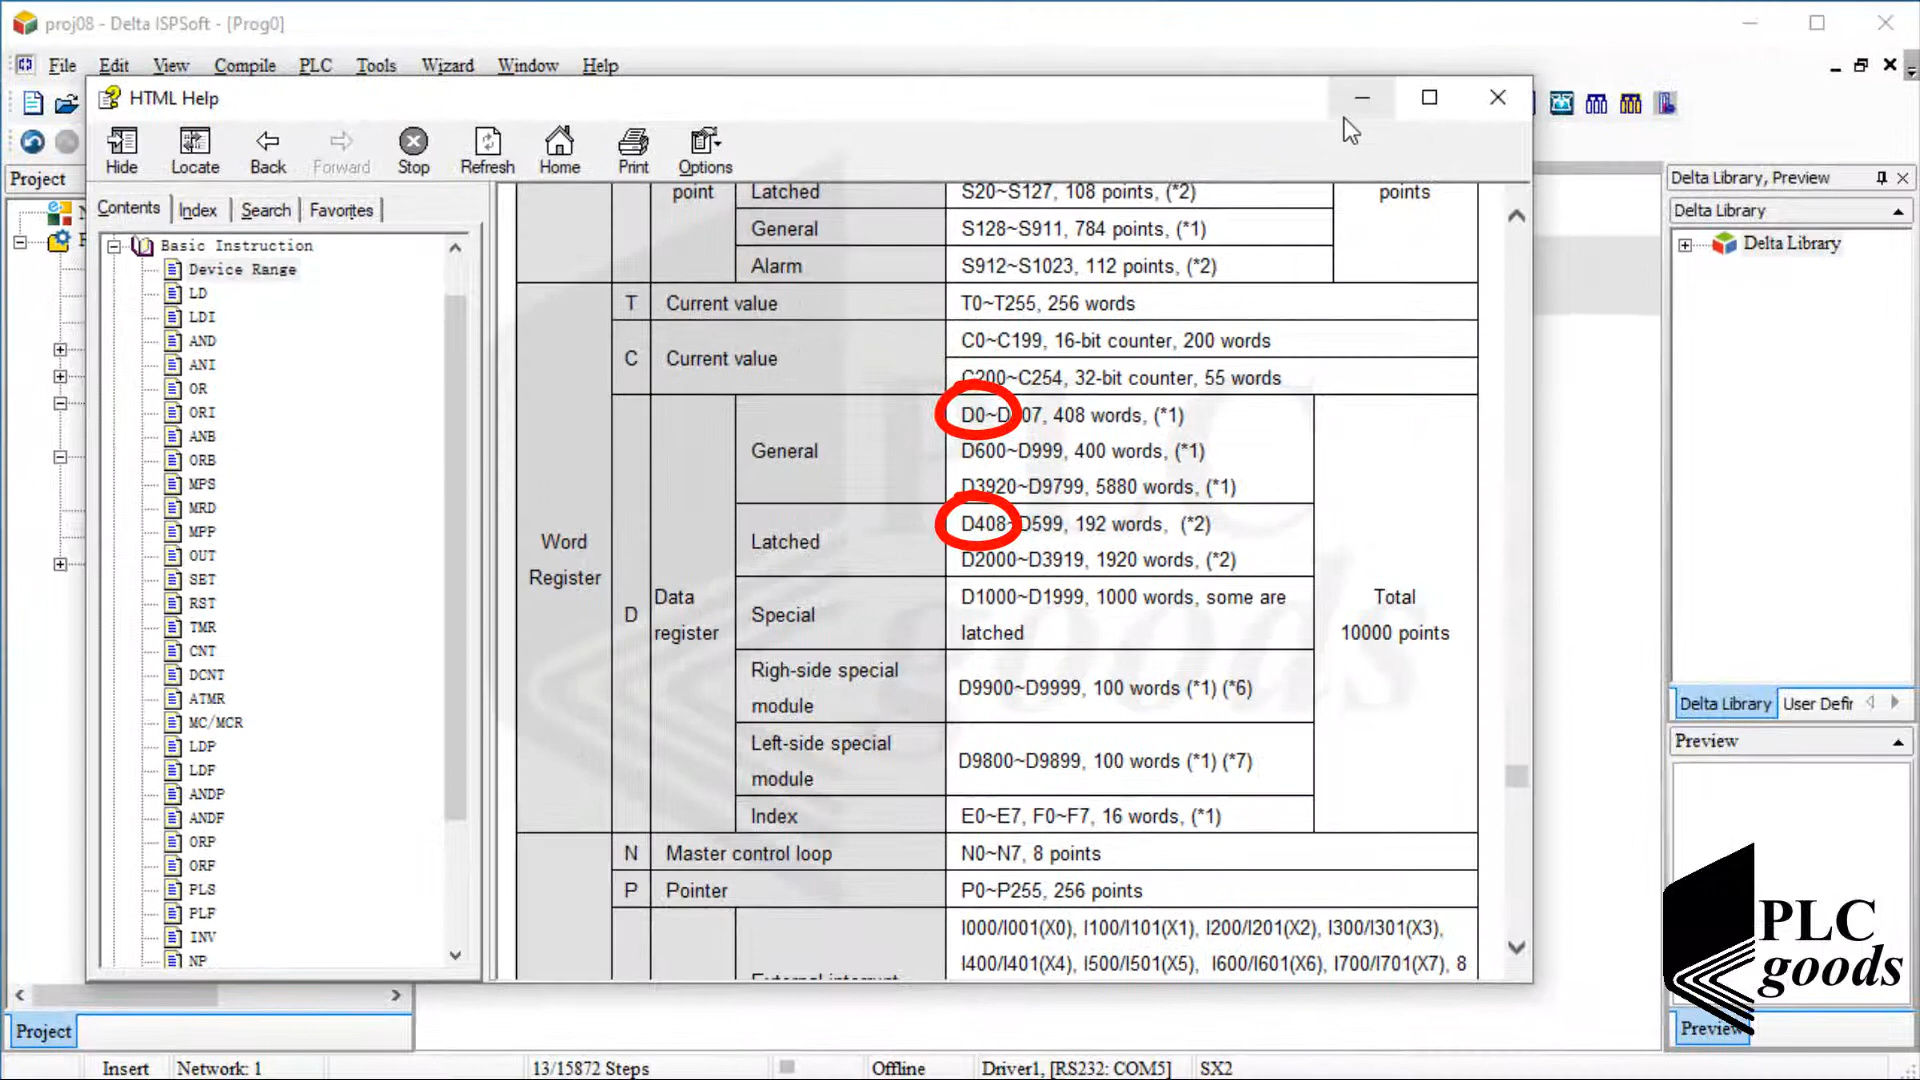 proj08 - Delta ISPSoft - [Prog0]
File Edit View Compile PLC Tools Wizard Window Help
HTML Help
Hide Locate Back Forward Stop Refresh Home Print Options
Project
Contents Index Search Favorites
Basic Instruction
Device Range
LD
LDI
AND
ANI
OR
ORI
ANB
ORB
MPS
MRD
MPP
OUT
SET
RST
TMR
CNT
DCNT
ATMR
MC/MCR
LDP
LDF
ANDP
ANDF
ORP
ORF
PLS
PLF
INV
NP
point Latched S20~S127, 108 points, (*2) points
General S128~S911, 784 points, (*1)
Alarm S912~S1023, 112 points, (*2)
T Current value T0~T255, 256 words
C Current value C0~C199, 16-bit counter, 200 words
C200~C254, 32-bit counter, 55 words
Word Register
D Data register
General D0~D407, 408 words, (*1)
D600~D999, 400 words, (*1)
D3920~D9799, 5880 words, (*1)
Latched D408~D599, 192 words, (*2)
D2000~D3919, 1920 words, (*2)
Special D1000~D1999, 1000 words, some are
latched
Total
10000 points
Righ-side special
module
D9900~D9999, 100 words (*1) (*6)
Left-side special
module
D9800~D9899, 100 words (*1) (*7)
Index E0~E7, F0~F7, 16 words, (*1)
N Master control loop N0~N7, 8 points
P Pointer P0~P255, 256 points
I000/I001(X0), I100/I101(X1), I200/I201(X2), I300/I301(X3),
I400/I401(X4), I500/I501(X5), I600/I601(X6), I700/I701(X7), 8
External interrupt
Delta Library, Preview
Delta Library
Delta Library
Delta Library User Defir
Preview
Preview
PLC
goods
PLC
goods
Project
Insert Network: 1 13/15872 Steps Offline Driver1, [RS232: COM5] SX2